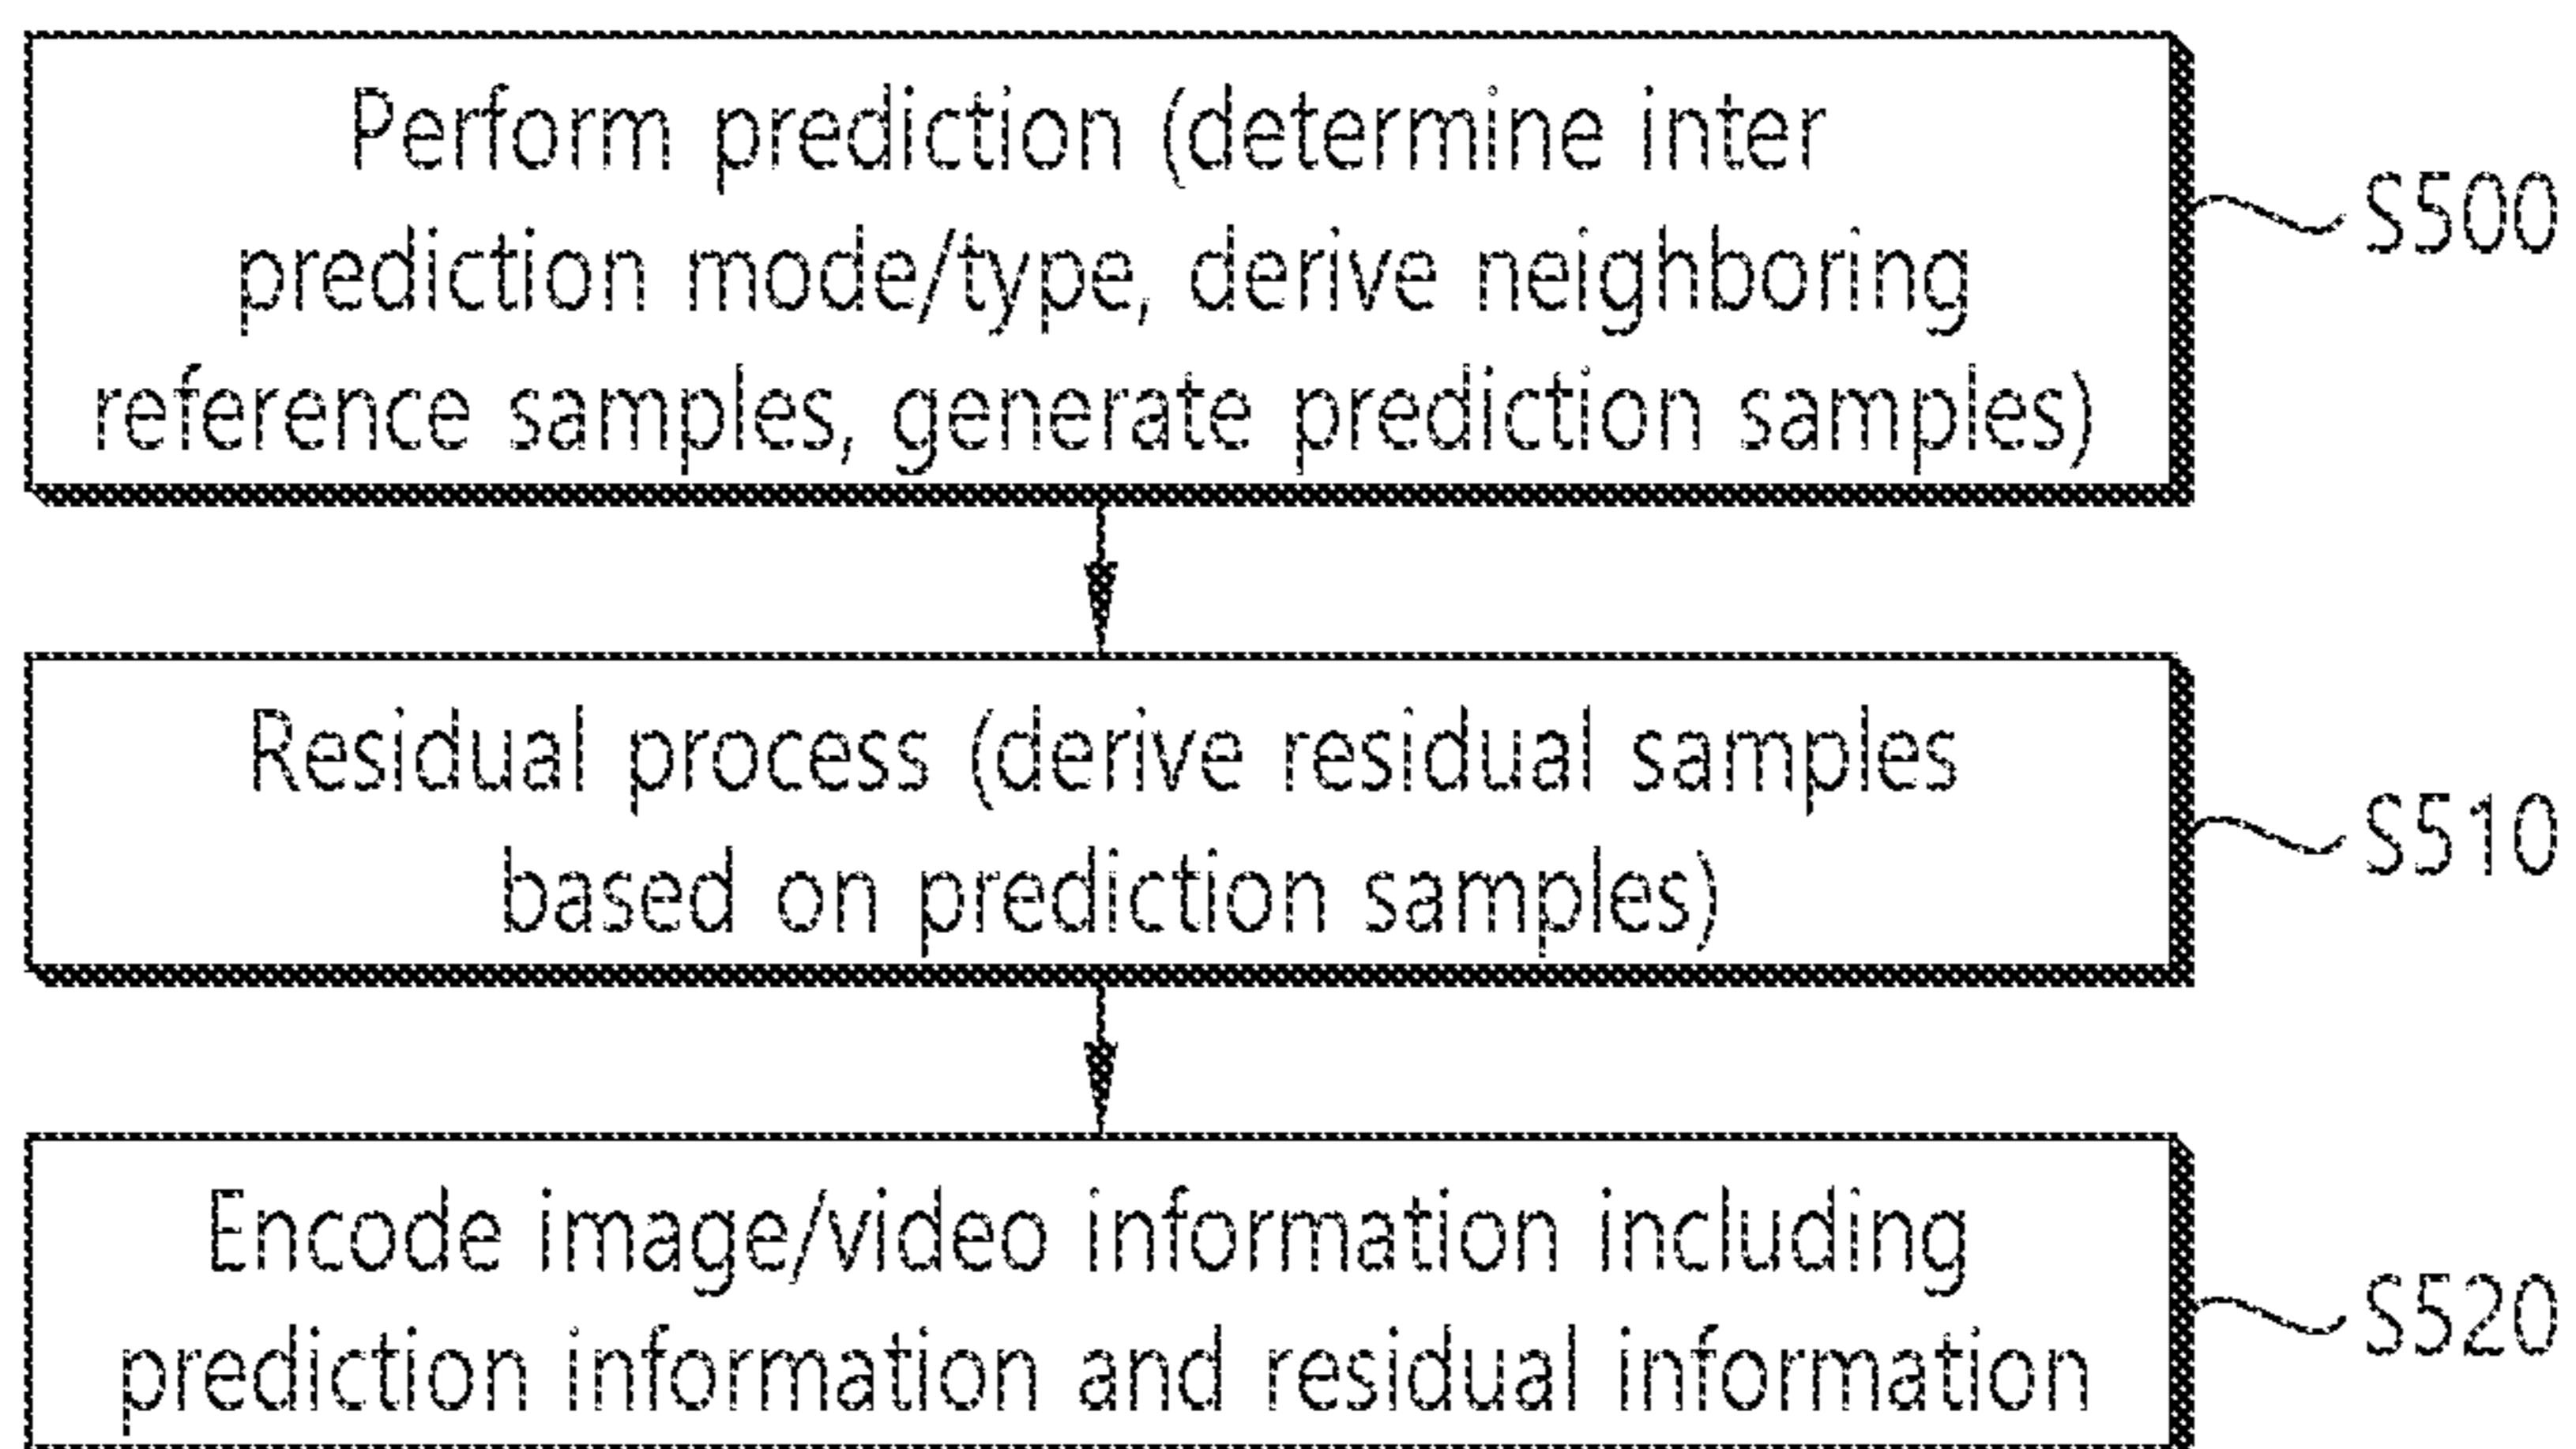 Perform prediction (determine inter
prediction mode/type, derive neighboring
reference samples, generate prediction samples)
S500
Residual process (derive residual samples
based on prediction samples)
S510
Encode image/video information including
prediction information and residual information
S520